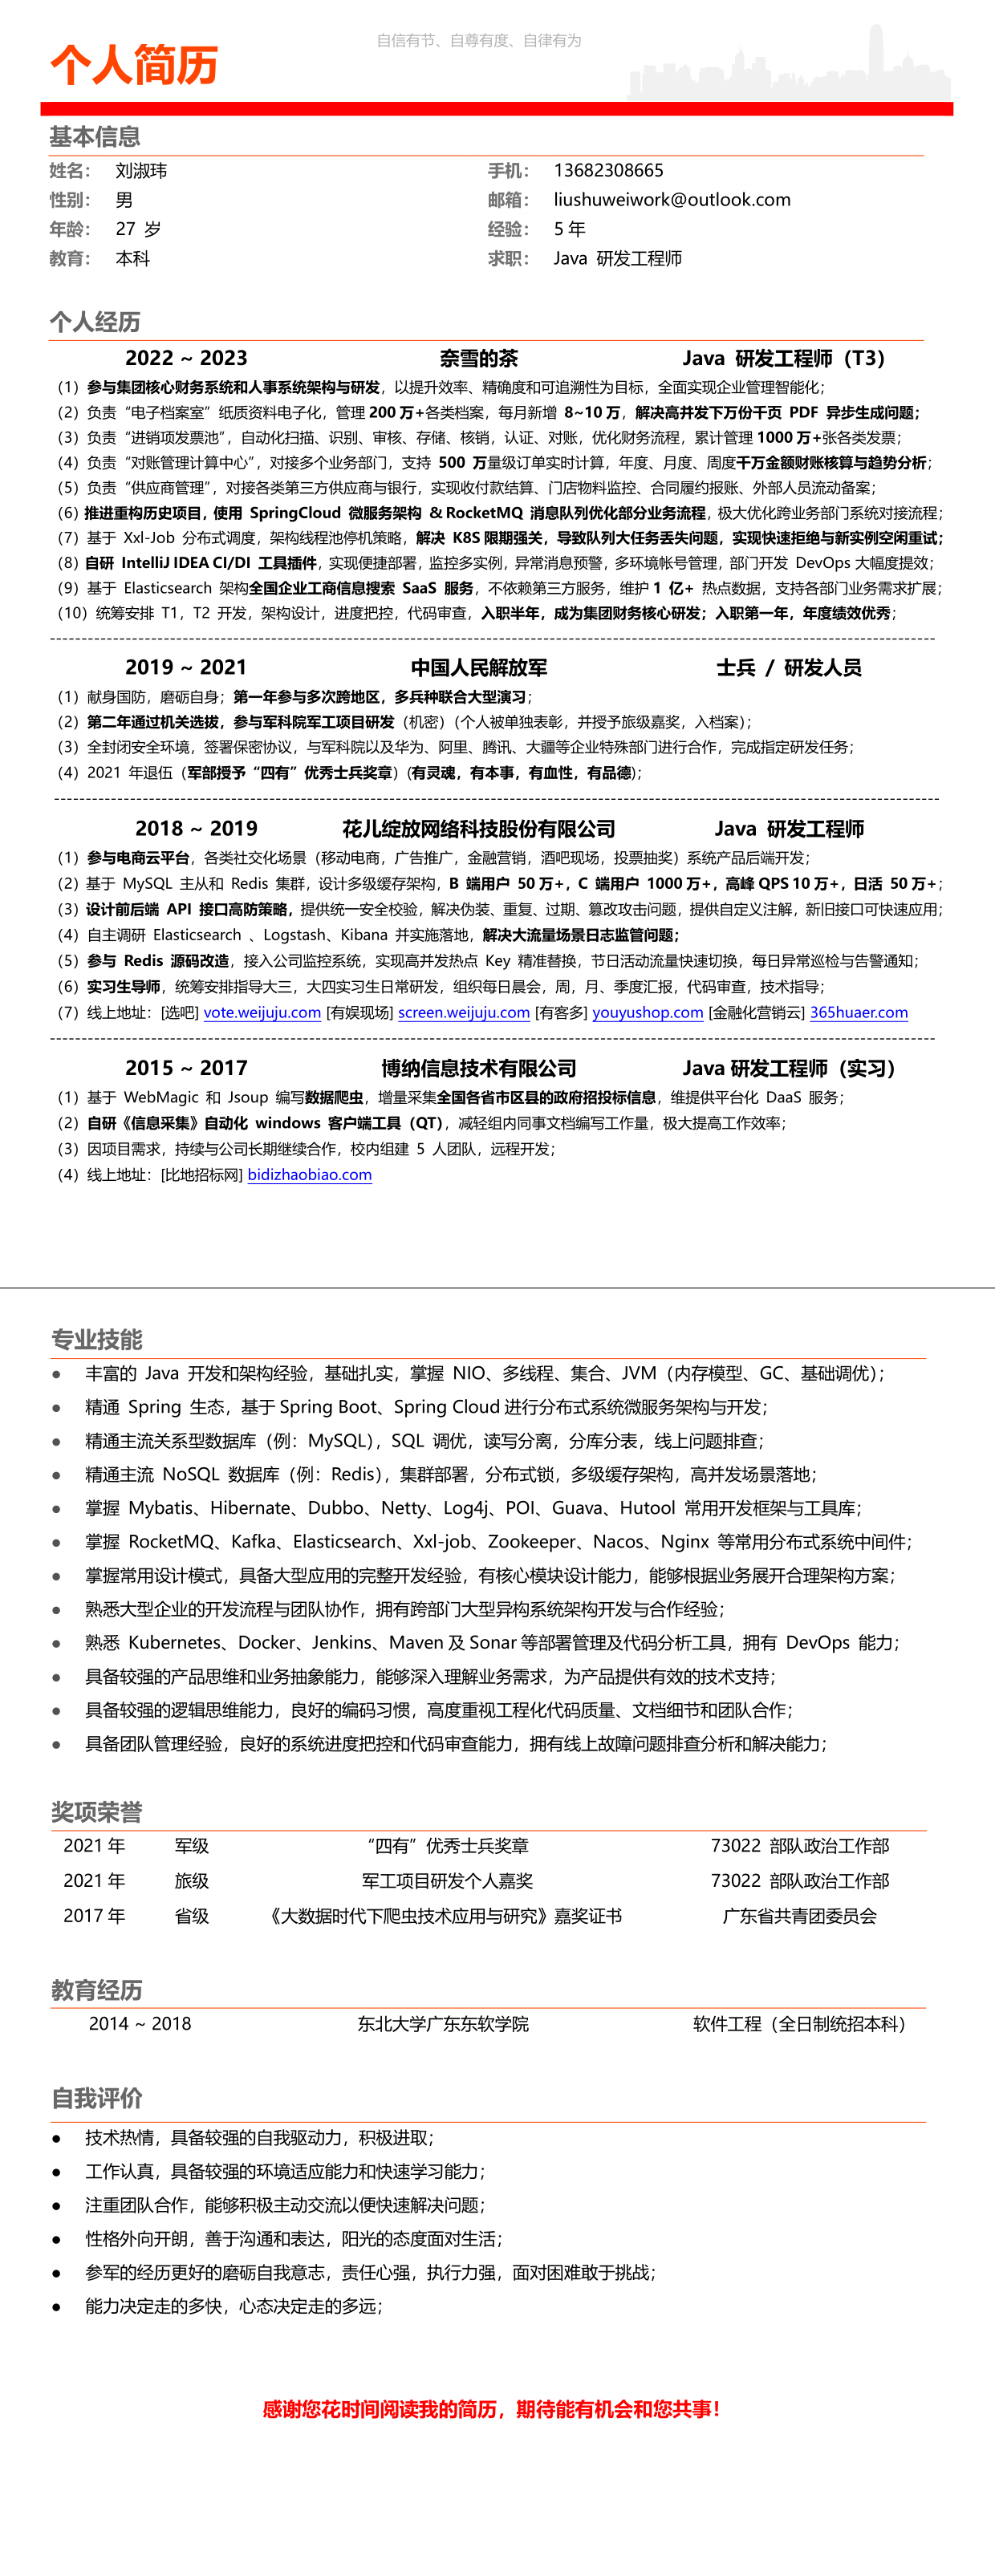 自信有节、自尊有度、自律有为
个人简历
基本信息
姓名： 刘淑玮 手机： 13682308665
性别： 男 邮箱： liushuweiwork@outlook.com
年龄： 27 岁 经验： 5 年
教育： 本科 求职： Java 研发工程师
个人经历
2022 ~ 2023 奈雪的茶 Java 研发工程师（T3）
（1）参与集团核心财务系统和人事系统架构与研发，以提升效率、精确度和可追溯性为目标，全面实现企业管理智能化；
（2）负责“电子档案室”纸质资料电子化，管理 200 万+各类档案，每月新增 8~10 万，解决高并发下万份千页 PDF 异步生成问题；
（3）负责“进销项发票池”，自动化扫描、识别、审核、存储、核销，认证、对账，优化财务流程，累计管理 1000 万+张各类发票；
（4）负责“对账管理计算中心”，对接多个业务部门，支持 500 万量级订单实时计算，年度、月度、周度千万金额财账核算与趋势分析；
（5）负责“供应商管理”，对接各类第三方供应商与银行，实现收付款结算、门店物料监控、合同履约报账、外部人员流动备案；
（6）推进重构历史项目，使用 SpringCloud 微服务架构 & RocketMQ 消息队列优化部分业务流程，极大优化跨业务部门系统对接流程；
（7）基于 Xxl-Job 分布式调度，架构线程池停机策略，解决 K8S 限期强关，导致队列大任务丢失问题，实现快速拒绝与新实例空闲重试；
（8）自研 IntelliJ IDEA CI/DI 工具插件，实现便捷部署，监控多实例，异常消息预警，多环境帐号管理，部门开发 DevOps 大幅度提效；
（9）基于 Elasticsearch 架构全国企业工商信息搜索 SaaS 服务，不依赖第三方服务，维护 1 亿+ 热点数据，支持各部门业务需求扩展；
（10）统筹安排 T1，T2 开发，架构设计，进度把控，代码审查，入职半年，成为集团财务核心研发；入职第一年，年度绩效优秀；
2019 ~ 2021 中国人民解放军 士兵 / 研发人员
（1）献身国防，磨砺自身；第一年参与多次跨地区，多兵种联合大型演习；
（2）第二年通过机关选拔，参与军科院军工项目研发（机密）（个人被单独表彰，并授予旅级嘉奖，入档案）；
（3）全封闭安全环境，签署保密协议，与军科院以及华为、阿里、腾讯、大疆等企业特殊部门进行合作，完成指定研发任务；
（4）2021 年退伍（军部授予“四有”优秀士兵奖章）(有灵魂，有本事，有血性，有品德)；
2018 ~ 2019 花儿绽放网络科技股份有限公司 Java 研发工程师
（1）参与电商云平台，各类社交化场景（移动电商，广告推广，金融营销，酒吧现场，投票抽奖）系统产品后端开发；
（2）基于 MySQL 主从和 Redis 集群，设计多级缓存架构，B 端用户 50 万+，C 端用户 1000 万+，高峰 QPS 10 万+，日活 50 万+；
（3）设计前后端 API 接口高防策略，提供统一安全校验，解决伪装、重复、过期、篡改攻击问题，提供自定义注解，新旧接口可快速应用；
（4）自主调研 Elasticsearch 、Logstash、Kibana 并实施落地，解决大流量场景日志监管问题；
（5）参与 Redis 源码改造，接入公司监控系统，实现高并发热点 Key 精准替换，节日活动流量快速切换，每日异常巡检与告警通知；
（6）实习生导师，统筹安排指导大三，大四实习生日常研发，组织每日晨会，周，月、季度汇报，代码审查，技术指导；
（7）线上地址：[选吧] vote.weijuju.com [有娱现场] screen.weijuju.com [有客多] youyushop.com [金融化营销云] 365huaer.com
2015 ~ 2017 博纳信息技术有限公司 Java 研发工程师（实习）
（1）基于 WebMagic 和 Jsoup 编写数据爬虫，增量采集全国各省市区县的政府招投标信息，维提供平台化 DaaS 服务；
（2）自研《信息采集》自动化 windows 客户端工具（QT），减轻组内同事文档编写工作量，极大提高工作效率；
（3）因项目需求，持续与公司长期继续合作，校内组建 5 人团队，远程开发；
（4）线上地址：[比地招标网] bidizhaobiao.com
专业技能
● 丰富的 Java 开发和架构经验，基础扎实，掌握 NIO、多线程、集合、JVM（内存模型、GC、基础调优）；
● 精通 Spring 生态，基于 Spring Boot、Spring Cloud 进行分布式系统微服务架构与开发；
● 精通主流关系型数据库（例：MySQL），SQL 调优，读写分离，分库分表，线上问题排查；
● 精通主流 NoSQL 数据库（例：Redis），集群部署，分布式锁，多级缓存架构，高并发场景落地；
● 掌握 Mybatis、Hibernate、Dubbo、Netty、Log4j、POI、Guava、Hutool 常用开发框架与工具库；
● 掌握 RocketMQ、Kafka、Elasticsearch、Xxl-job、Zookeeper、Nacos、Nginx 等常用分布式系统中间件；
● 掌握常用设计模式，具备大型应用的完整开发经验，有核心模块设计能力，能够根据业务展开合理架构方案；
● 熟悉大型企业的开发流程与团队协作，拥有跨部门大型异构系统架构开发与合作经验；
● 熟悉 Kubernetes、Docker、Jenkins、Maven 及 Sonar 等部署管理及代码分析工具，拥有 DevOps 能力；
● 具备较强的产品思维和业务抽象能力，能够深入理解业务需求，为产品提供有效的技术支持；
● 具备较强的逻辑思维能力，良好的编码习惯，高度重视工程化代码质量、文档细节和团队合作；
● 具备团队管理经验，良好的系统进度把控和代码审查能力，拥有线上故障问题排查分析和解决能力；
奖项荣誉
2021 年 军级 “四有”优秀士兵奖章 73022 部队政治工作部
2021 年 旅级 军工项目研发个人嘉奖 73022 部队政治工作部
2017 年 省级 《大数据时代下爬虫技术应用与研究》嘉奖证书 广东省共青团委员会
教育经历
2014 ~ 2018 东北大学广东东软学院 软件工程（全日制统招本科）
自我评价
● 技术热情，具备较强的自我驱动力，积极进取；
● 工作认真，具备较强的环境适应能力和快速学习能力；
● 注重团队合作，能够积极主动交流以便快速解决问题；
● 性格外向开朗，善于沟通和表达，阳光的态度面对生活；
● 参军的经历更好的磨砺自我意志，责任心强，执行力强，面对困难敢于挑战；
● 能力决定走的多快，心态决定走的多远；
感谢您花时间阅读我的简历，期待能有机会和您共事！